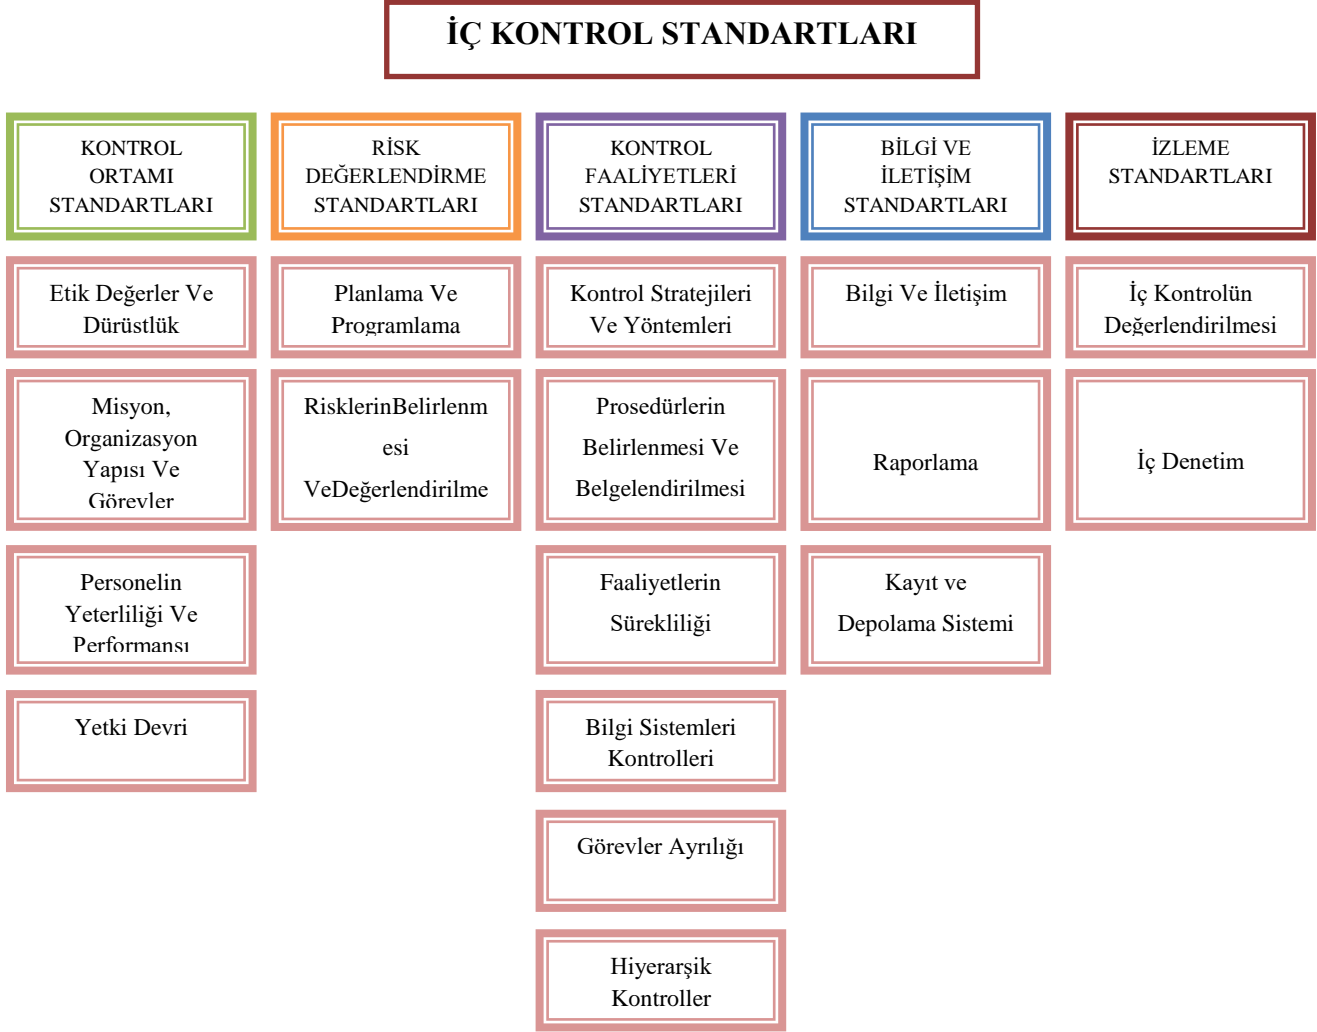 İÇ KONTROL STANDARTLARI
KONTROL
ORTAMI
STANDARTLARI
RİSK
DEĞERLENDİRME
STANDARTLARI
KONTROL
FAALİYETLERİ
STANDARTLARI
BİLGİ VE
İLETİŞİM
STANDARTLARI
İZLEME
STANDARTLARI
Etik Değerler Ve
Dürüstlük
Planlama Ve
Programlama
Kontrol Stratejileri
Ve Yöntemleri
Bilgi Ve İletişim
İç Kontrolün
Değerlendirilmesi
Misyon,
Organizasyon
Yapısı Ve
Görevler
RisklerinBelirlenm
esi
VeDeğerlendirilme
Prosedürlerin
Belirlenmesi Ve
Belgelendirilmesi
Raporlama
İç Denetim
Personelin
Yeterliliği Ve
Performansı
Faaliyetlerin
Sürekliliği
Kayıt ve
Depolama Sistemi
Yetki Devri
Bilgi Sistemleri
Kontrolleri
Görevler Ayrılığı
Hiyerarşik
Kontroller